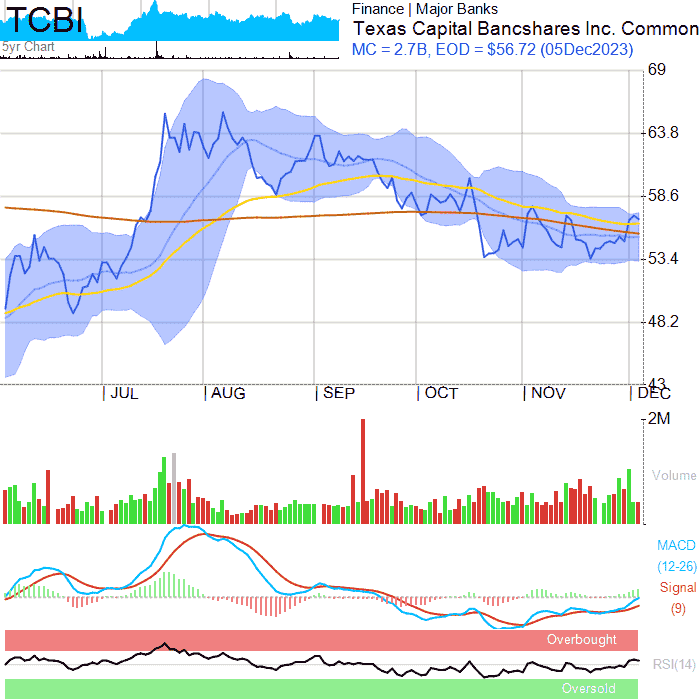 TCBI
5yr Chart
Finance | Major Banks
Texas Capital Bancshares Inc. Common
MC = 2.7B, EOD = $56.72 (05Dec2023)
69
63.8
58.6
53.4
48.2
43
JUL
AUG
SEP
OCT
NOV
DEC
2M
Volume
MACD
(12-26)
Signal
(9)
Overbought
RSI(14)
Oversold